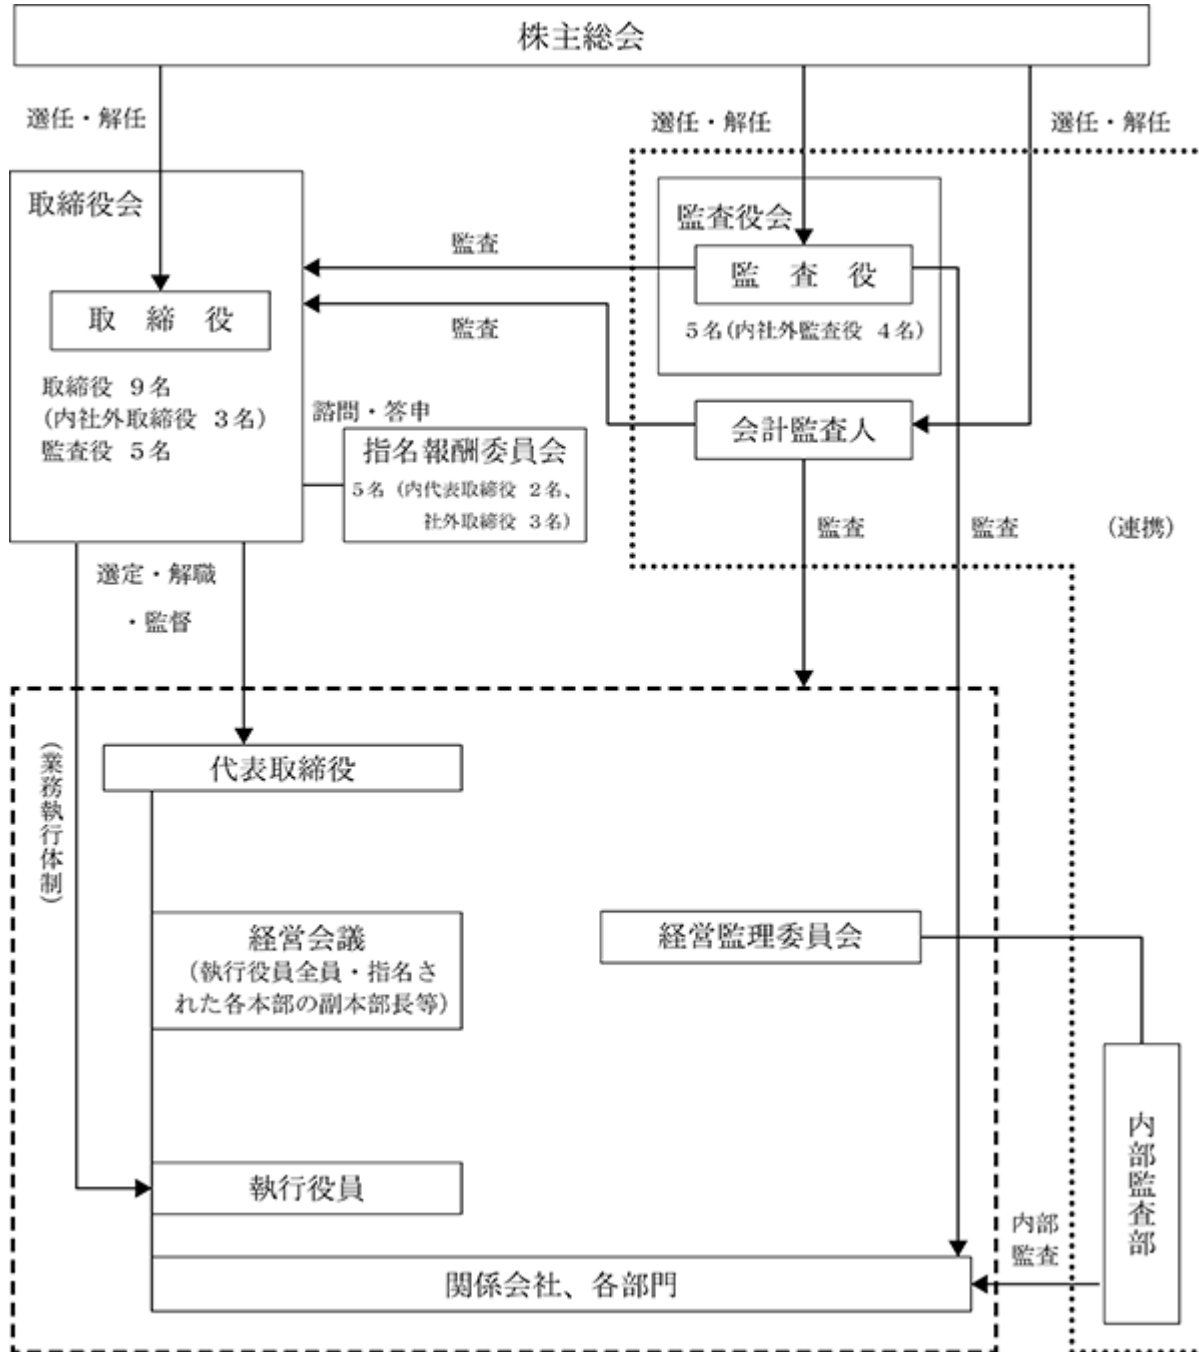 株主総会
選任・解任
選任・解任
選任・解任
取締役会
監査役会
監査
監　査　役
取　締　役
監査
5名(内社外監査役 4名)
取締役 9名
(内社外取締役 3名)
監査役 5名
諮問・答申
会計監査人
指名報酬委員会
5名 (内代表取締役 2名、
社外取締役 3名)
監査
監査
(連携)
選定・解職
・監督
(業務執行体制)
代表取締役
経営会議
(執行役員全員・指名さ
れた各本部の副本部長等)
経営監理委員会
内部監査部
執行役員
内部
監査
関係会社、各部門